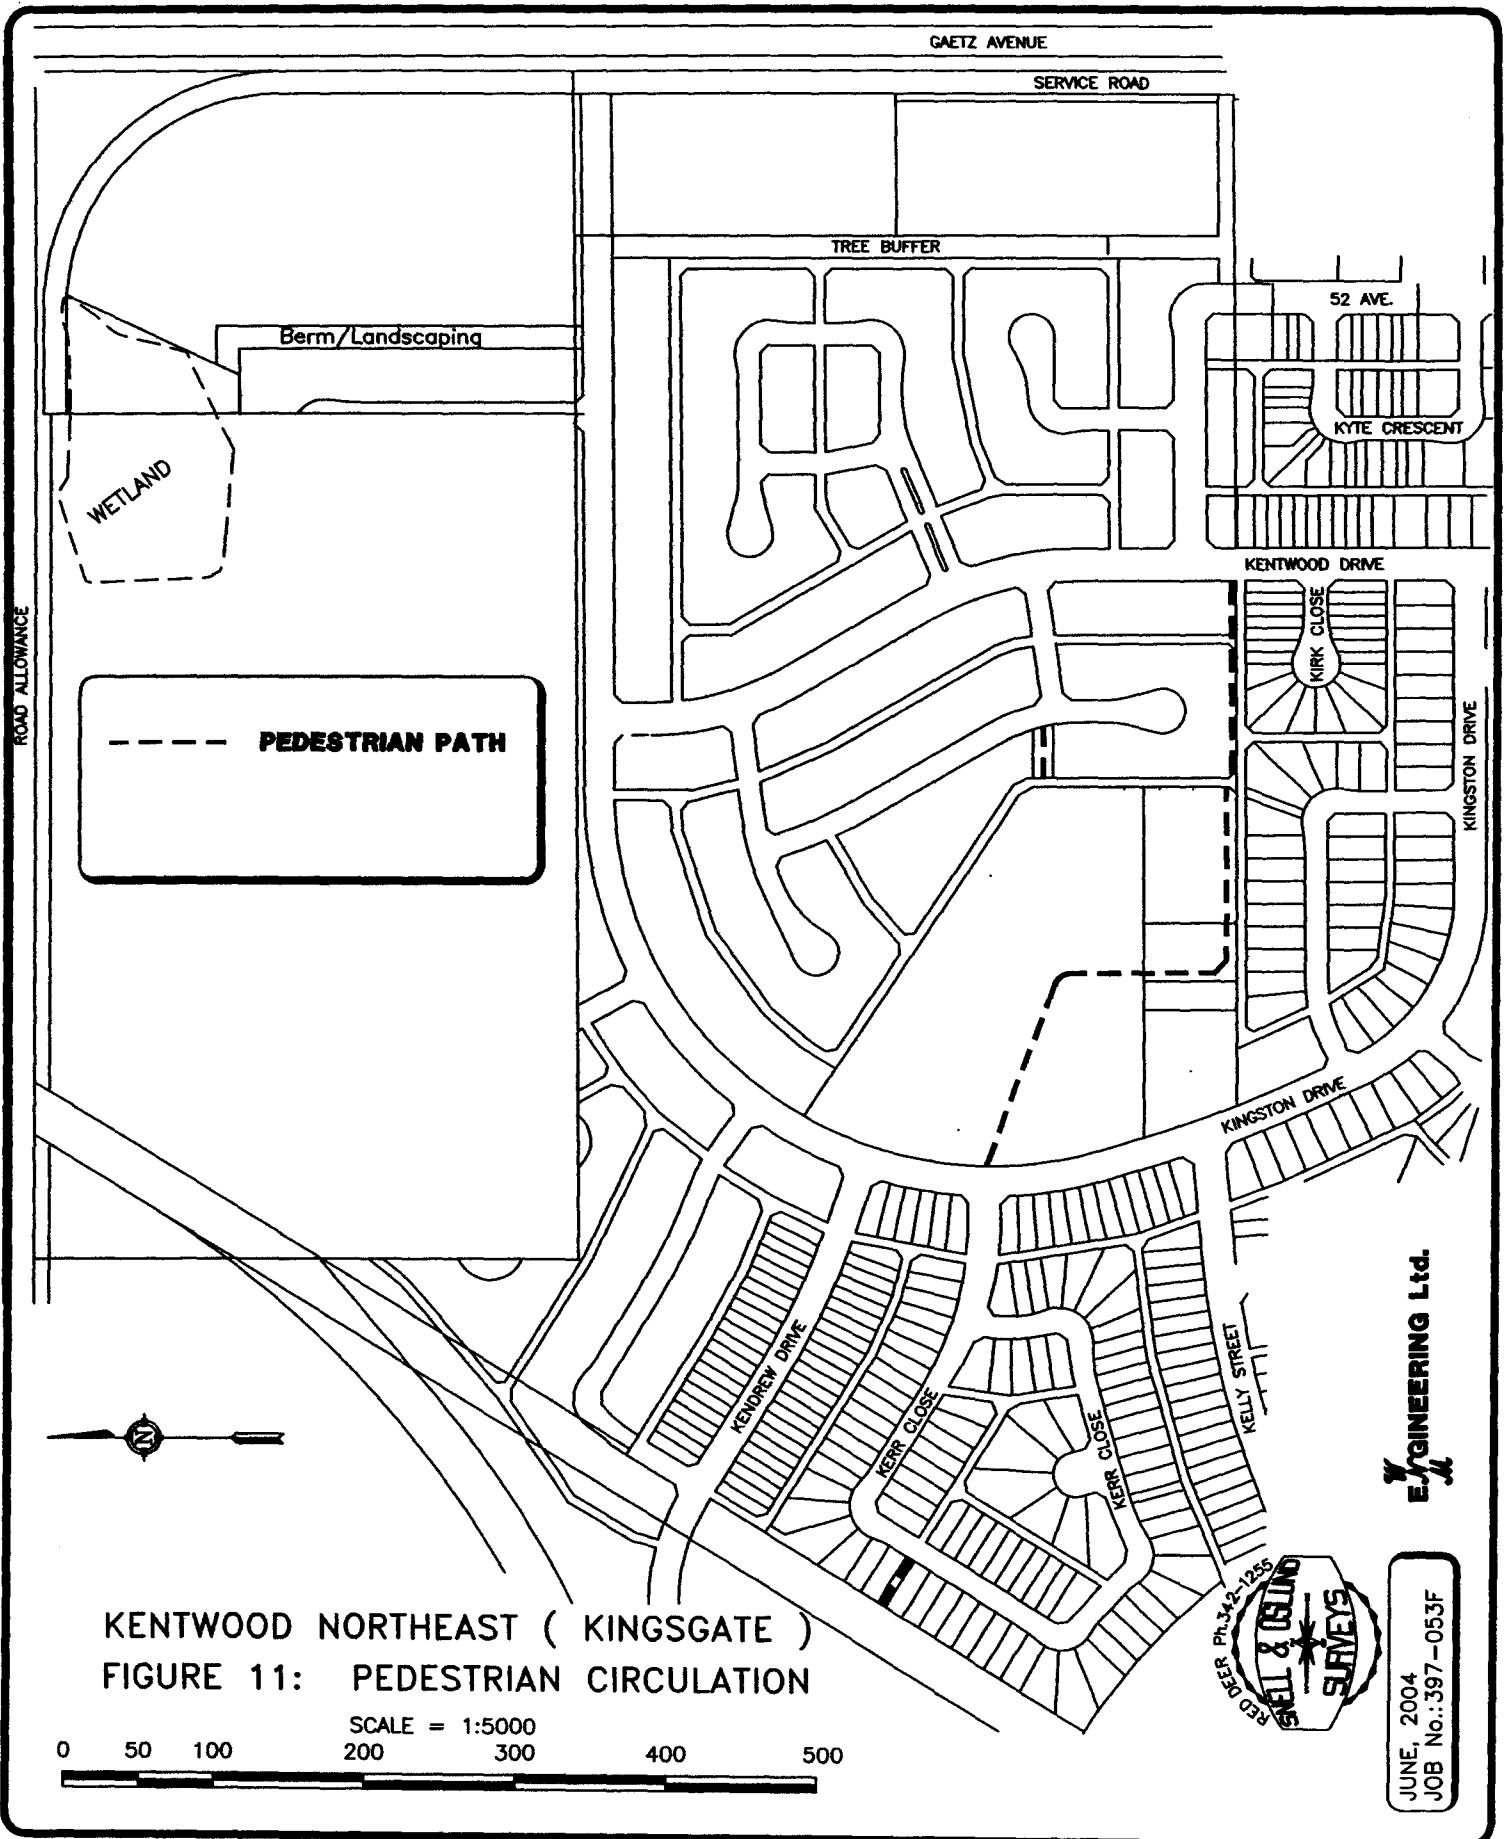 GAETZ AVENUE
SERVICE ROAD
TREE BUFFER
52 AVE.
Berm/Landscaping
KYTE CRESCENT
WETLAND
KENTWOOD DRIVE
KIRK CLOSE
ROAD ALLOWANCE
PEDESTRIAN PATH
KINGSTON DRIVE
KINGSTON DRIVE
KENDREW DRIVE
KERR CLOSE
KERR CLOSE
KELLY STREET
N
ENGINEERING Ltd.
W
M
RED DEER Ph.342-1255
SNELL & OSLUND
SURVEYS
JUNE, 2004
JOB No.:397-053F
KENTWOOD NORTHEAST ( KINGSGATE )
FIGURE 11: PEDESTRIAN CIRCULATION
SCALE = 1:5000
0 50 100 200 300 400 500